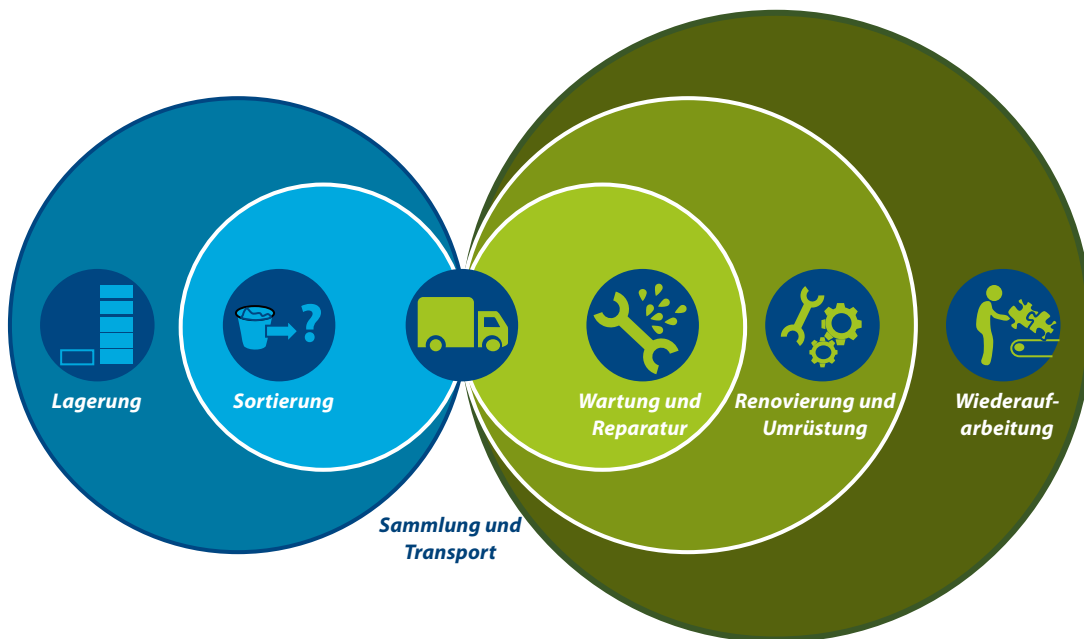 Lagerung
Sortierung
Wartung und
Reparatur
Renovierung und
Umrüstung
Wiederauf-
arbeitung
Sammlung und
Transport